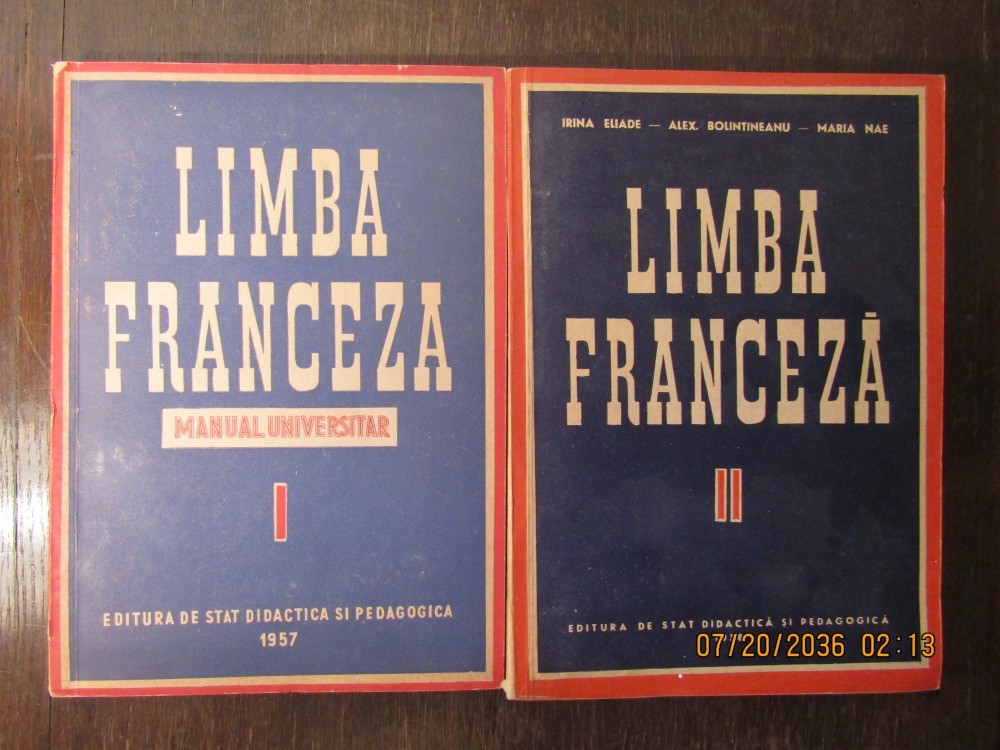 LIMBA
FRANCEZA
MANUAL UNIVERSITAR
I
EDITURA DE STAT DIDACTICA SI PEDAGOGICA
1957
IRINA ELIADE — ALEX. BOLINTINEANU — MARIA NAE
LIMBA
FRANCEZĂ
II
EDITURA DE STAT DIDACTICĂ ȘI PEDAGOGICĂ
07/20/2036 02:13